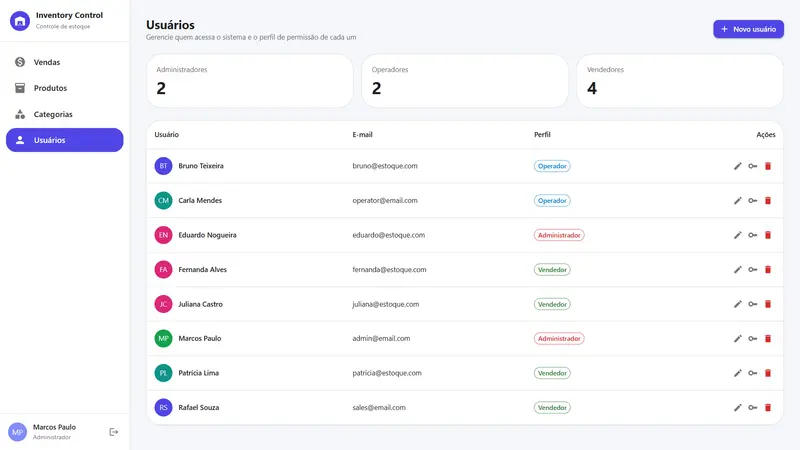 Inventory Control
Controle de estoque
Vendas
Produtos
Categorias
Usuários
MP
Marcos Paulo
Administrador
Usuários
Gerencie quem acessa o sistema e o perfil de permissão de cada um
+ Novo usuário
Administradores
2
Operadores
2
Vendedores
4
Usuário E-mail Perfil Ações
BT Bruno Teixeira bruno@estoque.com Operador
CM Carla Mendes operator@email.com Operador
EN Eduardo Nogueira eduardo@estoque.com Administrador
FA Fernanda Alves fernanda@estoque.com Vendedor
JC Juliana Castro juliana@estoque.com Vendedor
MP Marcos Paulo admin@email.com Administrador
PL Patrícia Lima patricia@estoque.com Vendedor
RS Rafael Souza sales@email.com Vendedor